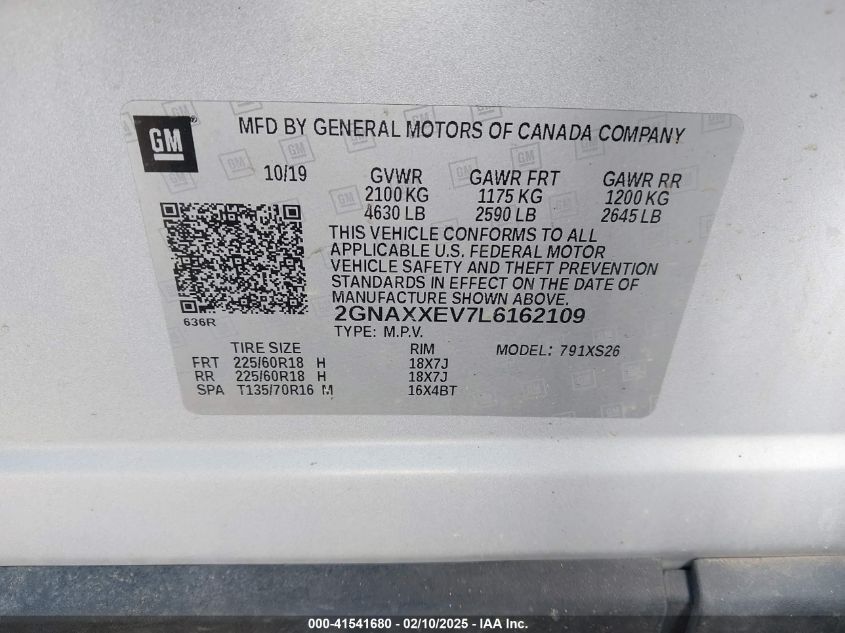 GM ®
MFD BY GENERAL MOTORS OF CANADA COMPANY
10/19 GVWR GAWR FRT GAWR RR
2100 KG 1175 KG 1200 KG
4630 LB 2590 LB 2645 LB
THIS VEHICLE CONFORMS TO ALL
APPLICABLE U.S. FEDERAL MOTOR
VEHICLE SAFETY AND THEFT PREVENTION
STANDARDS IN EFFECT ON THE DATE OF
MANUFACTURE SHOWN ABOVE.
2GNAXXEV7L6162109
636R
TYPE: M.P.V.
TIRE SIZE RIM MODEL: 791XS26
FRT 225/60R18 H 18X7J
RR 225/60R18 H 18X7J
SPA T135/70R16 M 16X4BT
000-41541680 - 02/10/2025 - IAA Inc.